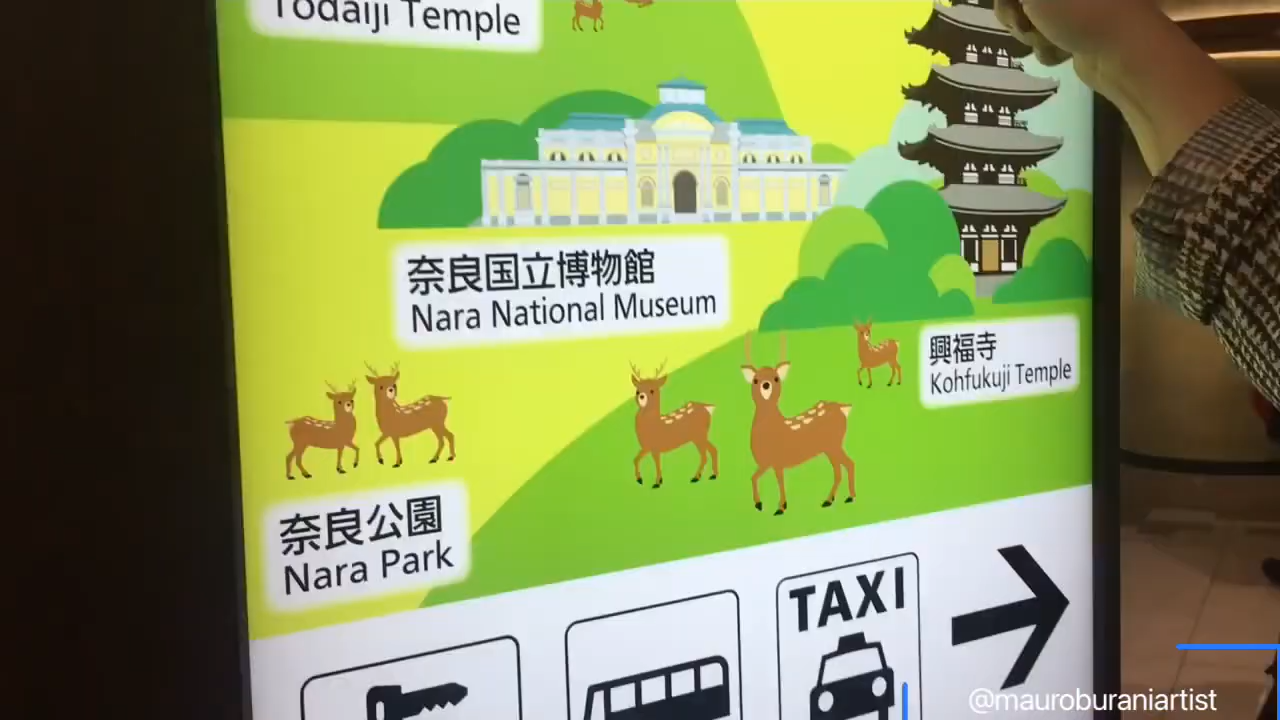 Todaiji Temple
奈良国立博物館
Nara National Museum
興福寺
Kohfukuji Temple
奈良公園
Nara Park
TAXI
@mauroburaniartist